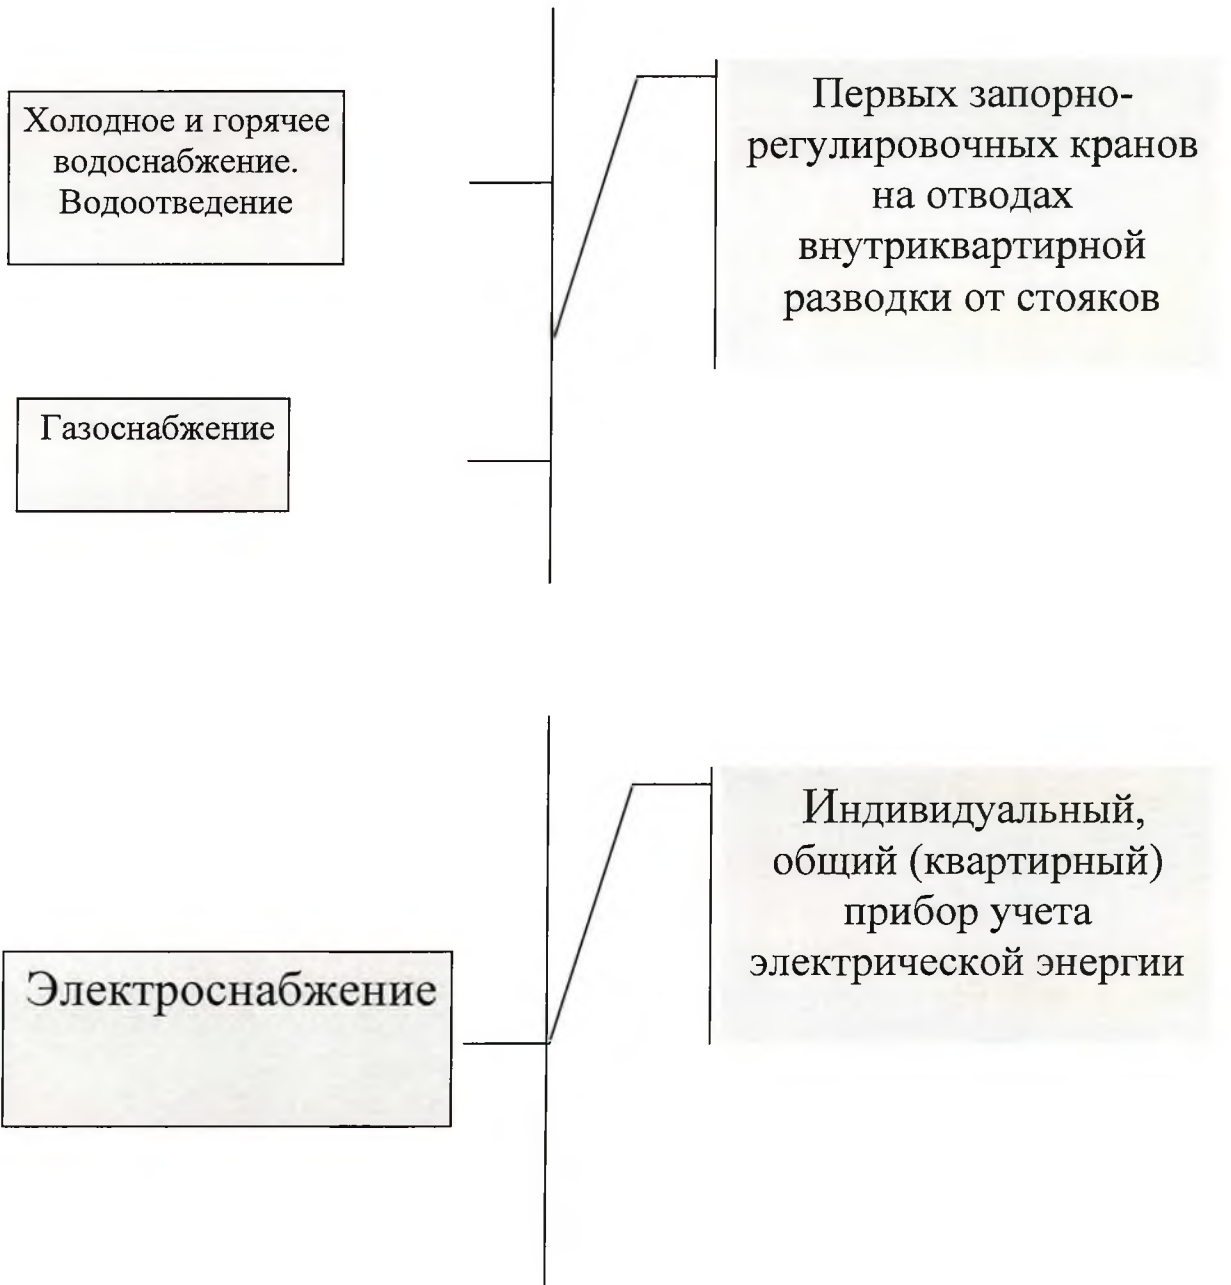 Холодное и горячее
водоснабжение.
Водоотведение
Первых запорно-
регулировочных кранов
на отводах
внутриквартирной
разводки от стояков
Газоснабжение
Индивидуальный,
общий (квартирный)
прибор учета
электрической энергии
Электроснабжение